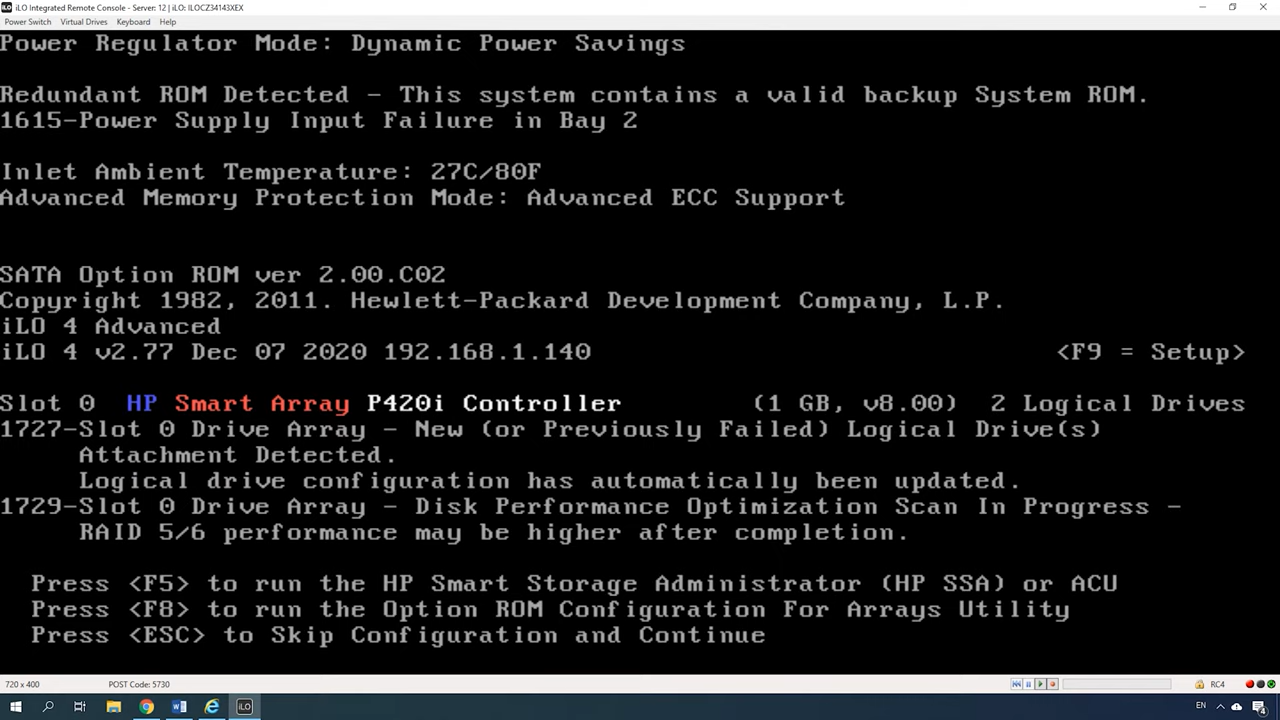 iLO Integrated Remote Console - Server: 12 | iLO: ILOCZ34143XEX
Power Switch Virtual Drives Keyboard Help
Power Regulator Mode: Dynamic Power Savings
Redundant ROM Detected - This system contains a valid backup System ROM.
1615-Power Supply Input Failure in Bay 2
Inlet Ambient Temperature: 27C/80F
Advanced Memory Protection Mode: Advanced ECC Support
SATA Option ROM ver 2.00.C02
Copyright 1982, 2011. Hewlett-Packard Development Company, L.P.
iLO 4 Advanced
iLO 4 v2.77 Dec 07 2020 192.168.1.140 <F9 = Setup>
Slot 0 HP Smart Array P420i Controller (1 GB, v8.00) 2 Logical Drives
1727-Slot 0 Drive Array - New (or Previously Failed) Logical Drive(s)
Attachment Detected.
Logical drive configuration has automatically been updated.
1729-Slot 0 Drive Array - Disk Performance Optimization Scan In Progress -
RAID 5/6 performance may be higher after completion.
Press <F5> to run the HP Smart Storage Administrator (HP SSA) or ACU
Press <F8> to run the Option ROM Configuration For Arrays Utility
Press <ESC> to Skip Configuration and Continue
720 x 400 POST Code: 5730 RC4
iLO EN